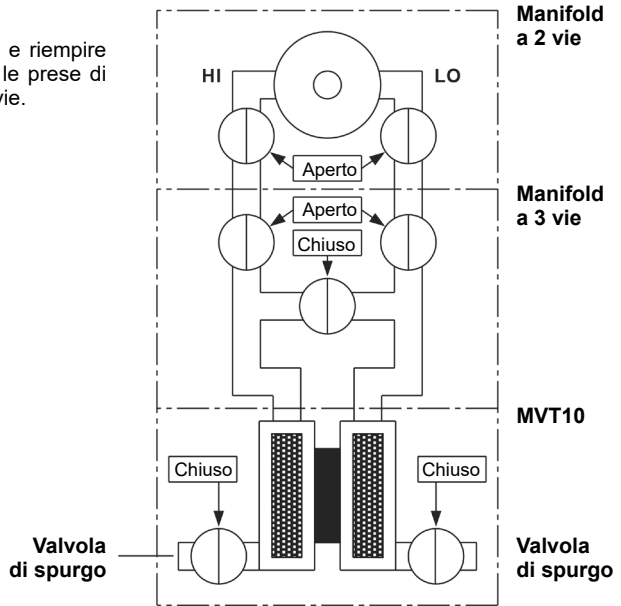 e riempire
le prese di
vie.
Manifold
a 2 vie
HI
LO
Aperto
Manifold
a 3 vie
Aperto
Chiuso
MVT10
Chiuso
Chiuso
Valvola
di spurgo
Valvola
di spurgo